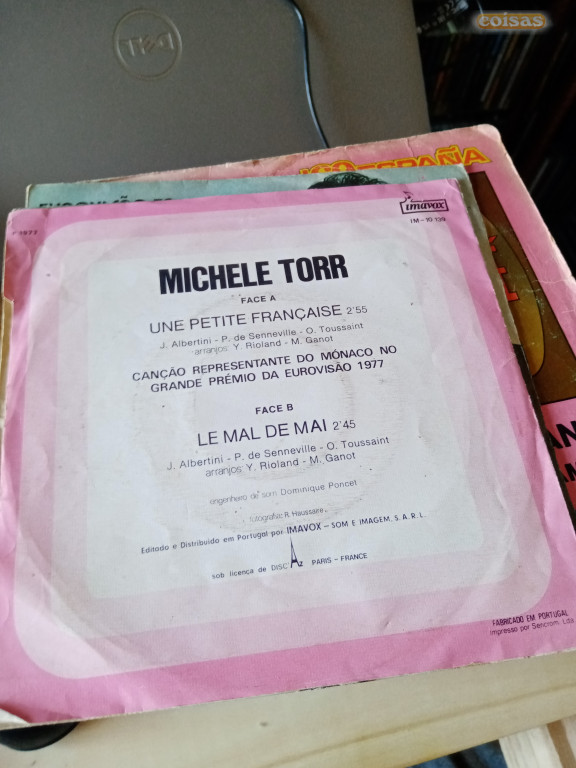 coisas
DELL
ESPAÑA
imavox
IM-10 139
MICHELE TORR
FACE A
UNE PETITE FRANÇAISE 2'55
J. Albertini - P. de Senneville - O. Toussaint
arranjos: Y. Rioland - M. Ganot
CANÇÃO REPRESENTANTE DO MÓNACO NO
GRANDE PRÉMIO DA EUROVISÃO 1977
FACE B
LE MAL DE MAI 2'45
J. Albertini - P. de Senneville - O. Toussaint
arranjos: Y. Rioland - M. Ganot
engenheiro de som Dominique Poncet
fotografia: R. Haussaire
Editado e Distribuido em Portugal por IMAVOX - SOM E IMAGEM, S.A.R.L.
sob licença de DISC'AZ PARIS - FRANCE
FABRICADO EM PORTUGAL
Impresso por Sencrom. Lda